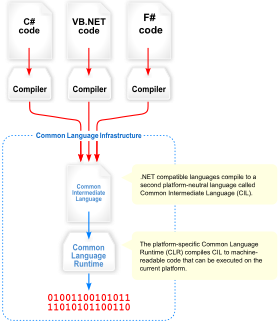 C#
code
VB.NET
code
F#
code
Compiler
Compiler
Compiler
Common Language Infrastructure
Common
Intermediate
Language
.NET compatible languages compile to a
second platform-neutral language called
Common Intermediate Language (CIL).
Common
Language
Runtime
The platform-specific Common Language
Runtime (CLR) compiles CIL to machine-
readable code that can be executed on the
current platform.
01001100101011
11010101100110